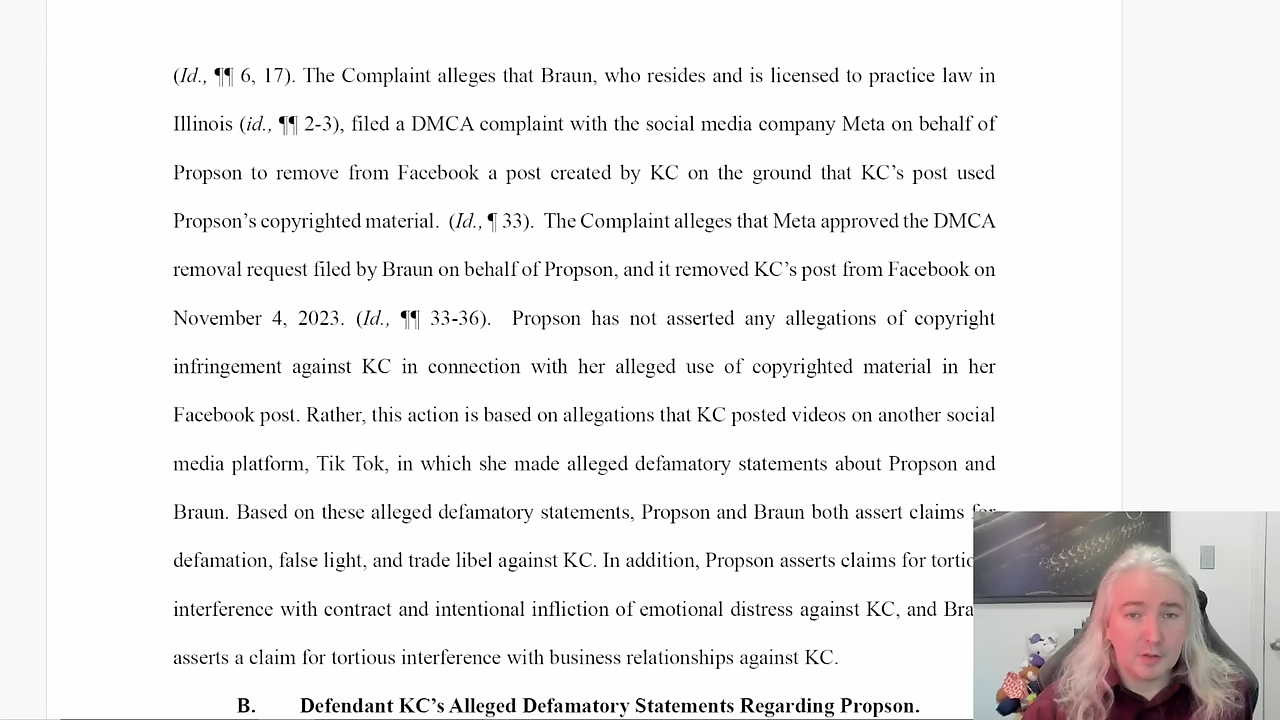 (Id., ¶¶ 6, 17). The Complaint alleges that Braun, who resides and is licensed to practice law in
Illinois (id., ¶¶ 2-3), filed a DMCA complaint with the social media company Meta on behalf of
Propson to remove from Facebook a post created by KC on the ground that KC’s post used
Propson’s copyrighted material. (Id., ¶ 33). The Complaint alleges that Meta approved the DMCA
removal request filed by Braun on behalf of Propson, and it removed KC’s post from Facebook on
November 4, 2023. (Id., ¶¶ 33-36). Propson has not asserted any allegations of copyright
infringement against KC in connection with her alleged use of copyrighted material in her
Facebook post. Rather, this action is based on allegations that KC posted videos on another social
media platform, Tik Tok, in which she made alleged defamatory statements about Propson and
Braun. Based on these alleged defamatory statements, Propson and Braun both assert claims for
defamation, false light, and trade libel against KC. In addition, Propson asserts claims for
interference with contract and intentional infliction of emotional distress against KC, and
asserts a claim for tortious interference with business relationships against KC.
B. Defendant KC’s Alleged Defamatory Statements Regarding Propson.